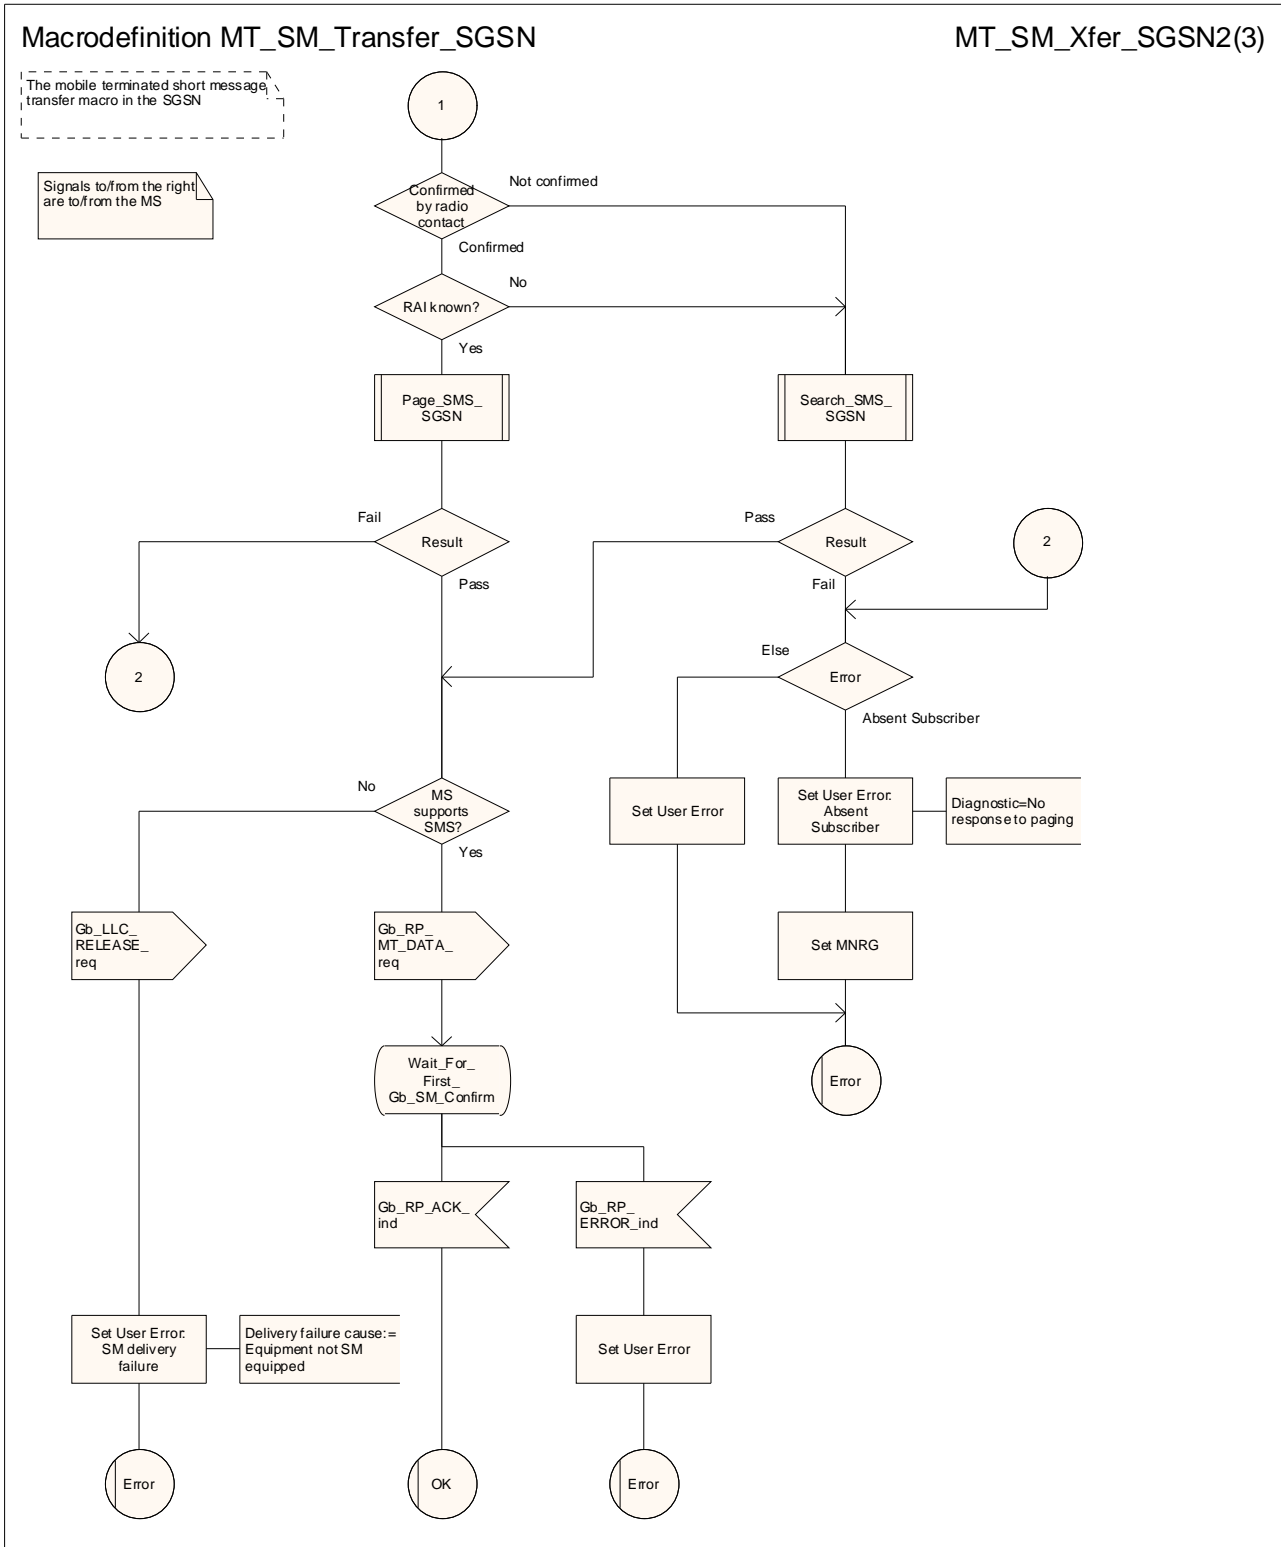 Macrodefinition MT_SM_Transfer_SGSN
MT_SM_Xfer_SGSN2(3)
The mobile terminated short message
transfer macro in the SGSN
1
Signals to/from the right
are to/from the MS
Confirmed
by radio
contact
Not confirmed
Confirmed
RAI known?
No
Yes
Page_SMS_
SGSN
Search_SMS_
SGSN
Fail
Result
Pass
Pass
Result
Fail
2
2
Else
Error
Absent Subscriber
No
MS
supports
SMS?
Yes
Set User Error
Set User Error:
Absent
Subscriber
Diagnostic=No
response to paging
Gb_LLC_
RELEASE_
req
Gb_RP_
MT_DATA_
req
Set MNRG
Wait_For_
First_
Gb_SM_Confirm
Error
Gb_RP_ACK_
ind
Gb_RP_
ERROR_ind
Set User Error:
SM delivery
failure
Delivery failure cause:=
Equipment not SM
equipped
Set User Error
Error
OK
Error